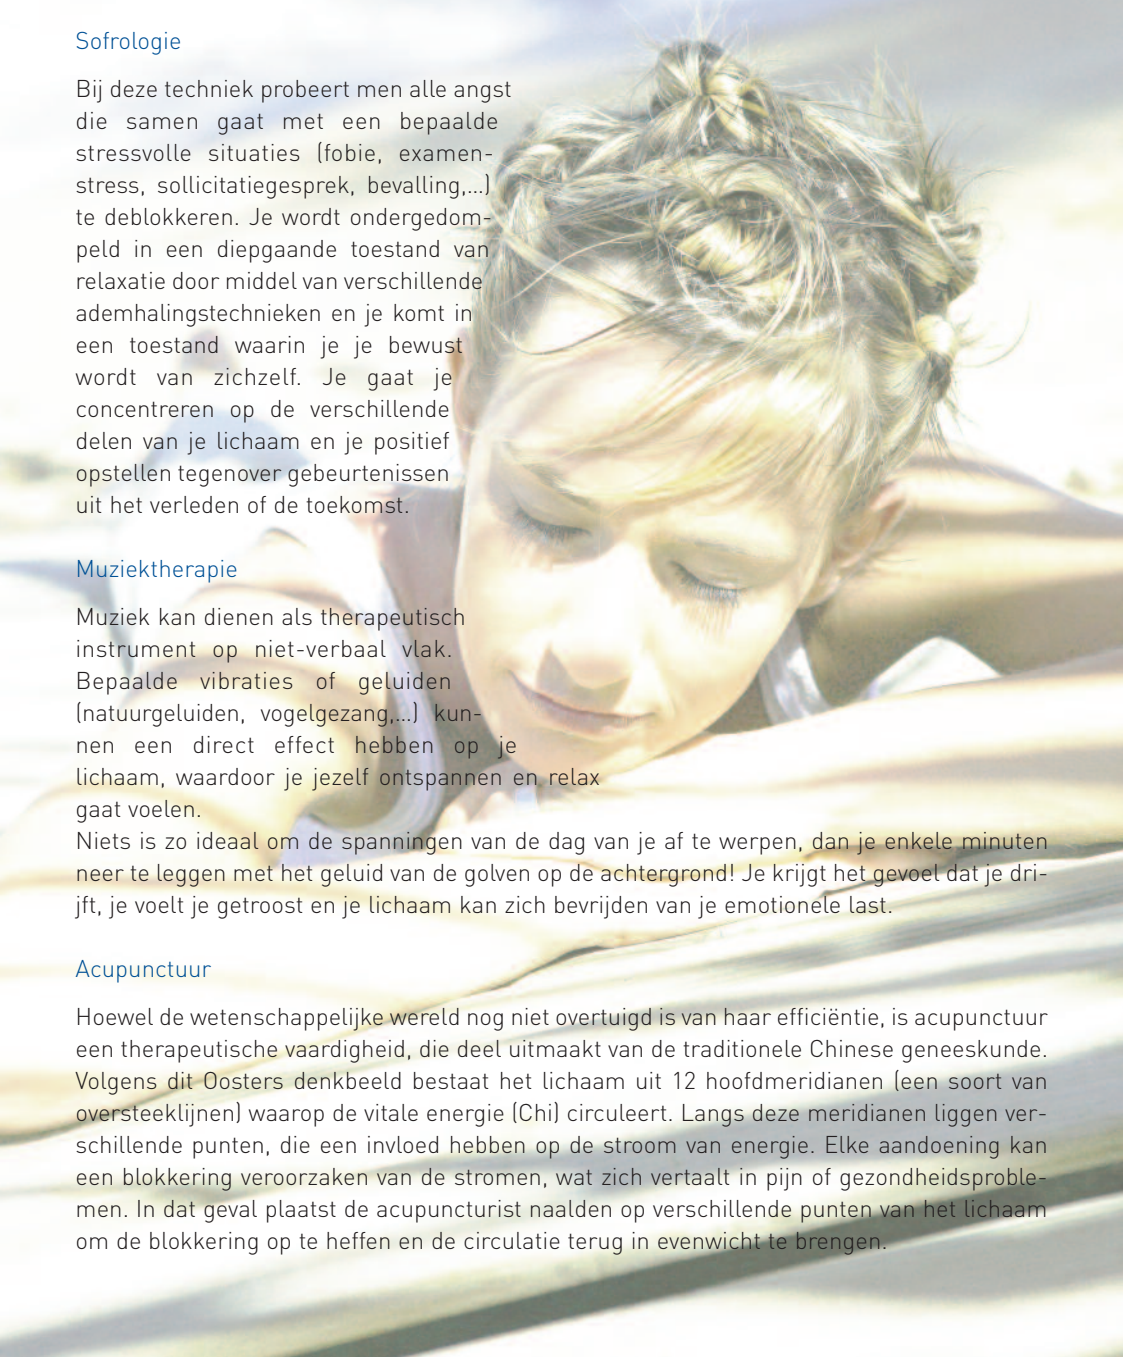 Sofrologie
Bij deze techniek probeert men alle angst
die samen gaat met een bepaalde
stressvolle situaties (fobie, examen-
stress, sollicitatiegesprek, bevalling,...)
te deblokkeren. Je wordt ondergedom-
peld in een diepgaande toestand van
relaxatie door middel van verschillende
ademhalingstechnieken en je komt in
een toestand waarin je je bewust
wordt van zichzelf. Je gaat je
concentreren op de verschillende
delen van je lichaam en je positief
opstellen tegenover gebeurtenissen
uit het verleden of de toekomst.
Muziektherapie
Muziek kan dienen als therapeutisch
instrument op niet-verbaal vlak.
Bepaalde vibraties of geluiden
(natuurgeluiden, vogelgezang,...) kun-
nen een direct effect hebben op je
lichaam, waardoor je jezelf ontspannen en relax
gaat voelen.
Niets is zo ideaal om de spanningen van de dag van je af te werpen, dan je enkele minuten
neer te leggen met het geluid van de golven op de achtergrond! Je krijgt het gevoel dat je dri-
jft, je voelt je getroost en je lichaam kan zich bevrijden van je emotionele last.
Acupunctuur
Hoewel de wetenschappelijke wereld nog niet overtuigd is van haar efficiëntie, is acupunctuur
een therapeutische vaardigheid, die deel uitmaakt van de traditionele Chinese geneeskunde.
Volgens dit Oosters denkbeeld bestaat het lichaam uit 12 hoofdmeridianen (een soort van
oversteeklijnen) waarop de vitale energie (Chi) circuleert. Langs deze meridianen liggen ver-
schillende punten, die een invloed hebben op de stroom van energie. Elke aandoening kan
een blokkering veroorzaken van de stromen, wat zich vertaalt in pijn of gezondheidsproble-
men. In dat geval plaatst de acupuncturist naalden op verschillende punten van het lichaam
om de blokkering op te heffen en de circulatie terug in evenwicht te brengen.